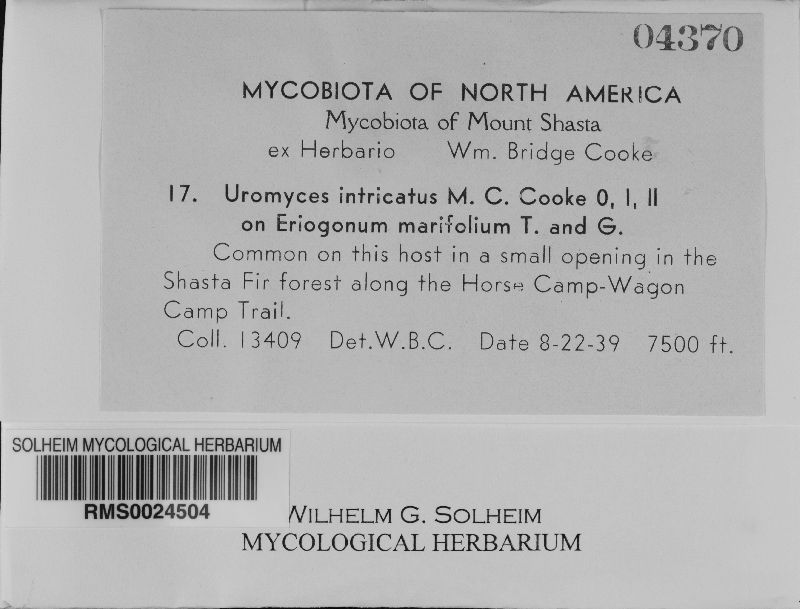 04370
MYCOBIOTA OF NORTH AMERICA
Mycobiota of Mount Shasta
ex Herbario Wm. Bridge Cooke
17. Uromyces intricatus M. C. Cooke 0, I, II
on Eriogonum marifolium T. and G.
Common on this host in a small opening in the
Shasta Fir forest along the Horse Camp-Wagon
Camp Trail.
Coll. 13409 Det.W.B.C. Date 8-22-39 7500 ft.
SOLHEIM MYCOLOGICAL HERBARIUM
RMS0024504
WILHELM G. SOLHEIM
MYCOLOGICAL HERBARIUM